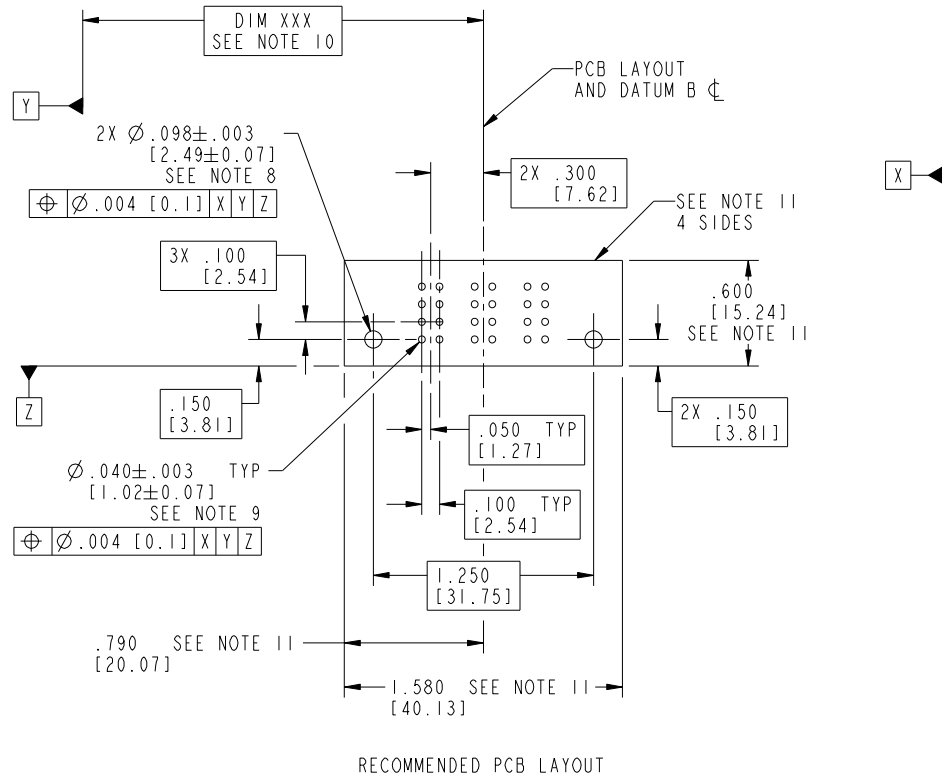 DIM XXX
SEE NOTE 10
PCB LAYOUT
AND DATUM B ℄
Y
2X Ø.098±.003
[2.49±0.07]
SEE NOTE 8
⌖ Ø.004 [0.1] X Y Z
2X .300
[7.62]
X
SEE NOTE 11
4 SIDES
3X .100
[2.54]
.600
[15.24]
SEE NOTE 11
Z
.150
[3.81]
2X .150
[3.81]
.050 TYP
[1.27]
Ø.040±.003 TYP
[1.02±0.07]
SEE NOTE 9
⌖ Ø.004 [0.1] X Y Z
.100 TYP
[2.54]
1.250
[31.75]
.790 SEE NOTE 11
[20.07]
1.580 SEE NOTE 11
[40.13]
RECOMMENDED PCB LAYOUT